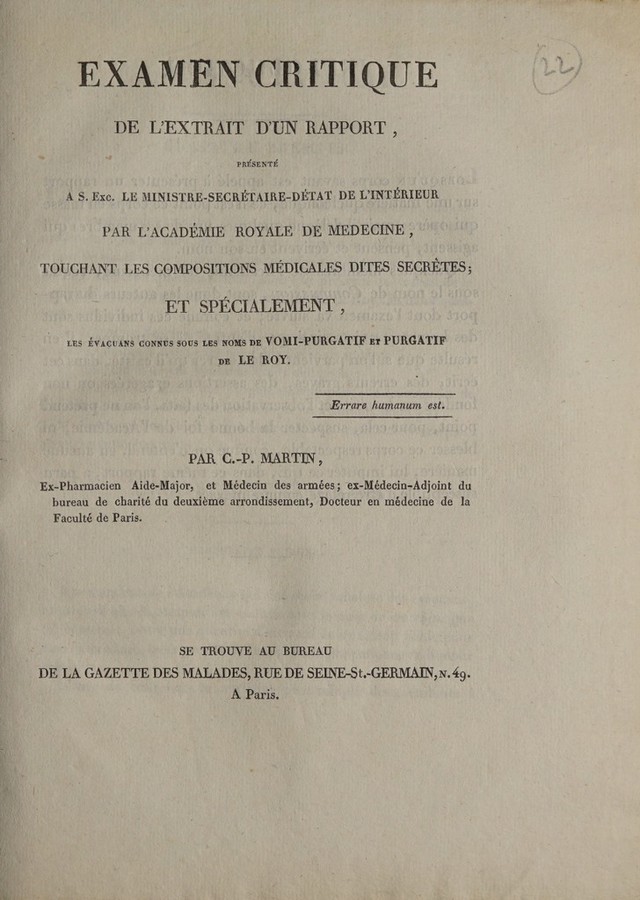 22
EXAMEN CRITIQUE
DE L'EXTRAIT D'UN RAPPORT,
PRÉSENTÉ
A S. Exc. LE MINISTRE-SECRÉTAIRE-D'ÉTAT DE L'INTÉRIEUR
PAR L'ACADÉMIE ROYALE DE MEDECINE,
TOUCHANT LES COMPOSITIONS MÉDICALES DITES SECRÈTES;
ET SPÉCIALEMENT,
LES ÉVACUANS CONNUS SOUS LES NOMS DE VOMI-PURGATIF ET PURGATIF
DE LE ROY.
Errare humanum est.
PAR C.-P. MARTIN,
Ex-Pharmacien Aide-Major, et Médecin des armées; ex-Médecin-Adjoint du
bureau de charité du deuxième arrondissement, Docteur en médecine de la
Faculté de Paris.
SE TROUVE AU BUREAU
DE LA GAZETTE DES MALADES, RUE DE SEINE-St.-GERMAIN, N. 49.
A Paris.